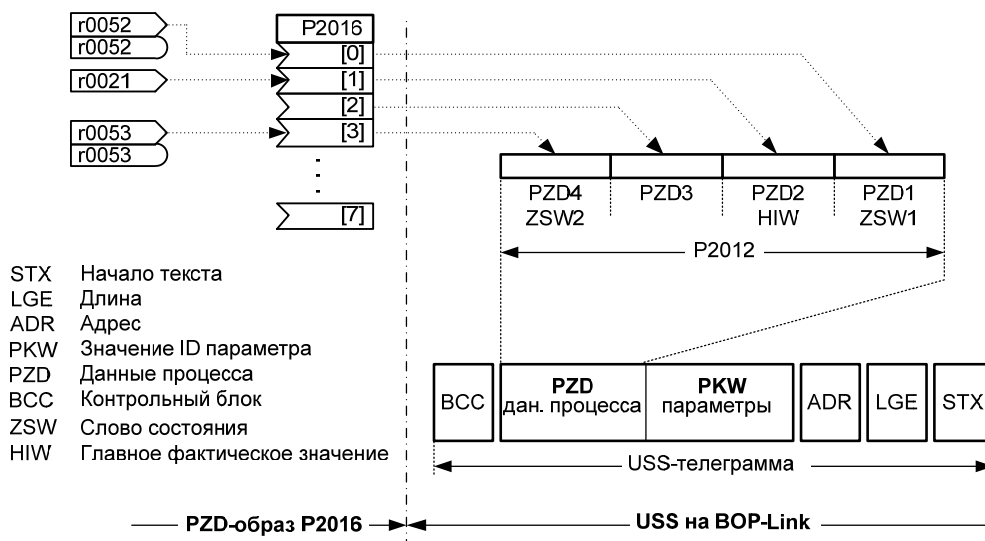 r0052
r0052
r0021
r0053
r0053
P2016
[0]
[1]
[2]
[3]
[7]
PZD4 PZD3 PZD2 PZD1
ZSW2 HIW ZSW1
P2012
STX Начало текста
LGE Длина
ADR Адрес
PKW Значение ID параметра
PZD Данные процесса
BCC Контрольный блок
ZSW Слово состояния
HIW Главное фактическое значение
BCC PZD дан. процесса PKW параметры ADR LGE STX
USS-телеграмма
PZD-образ P2016 USS на BOP-Link